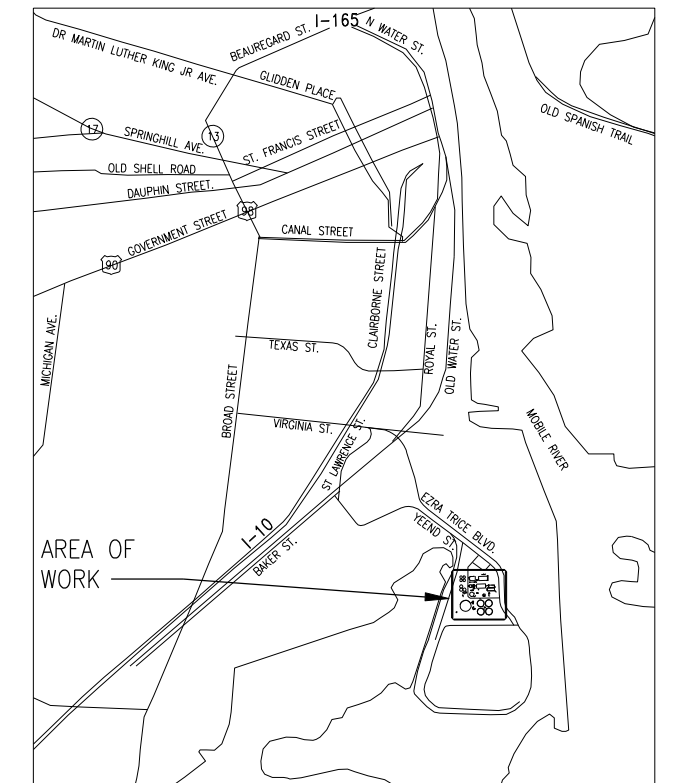 I-165
N WATER ST.
BEAUREGARD ST.
DR MARTIN LUTHER KING JR AVE.
GLIDDEN PLACE
OLD SPANISH TRAIL
17
13
SPRINGHILL AVE.
ST. FRANCIS STREET
OLD SHELL ROAD
DAUPHIN STREET.
98
GOVERNMENT STREET
CANAL STREET
90
CLAIRBORNE STREET
MICHIGAN AVE.
TEXAS ST.
ROYAL ST.
OLD WATER ST.
BROAD STREET
VIRGINIA ST.
ST LAWRENCE ST.
MOBILE RIVER
EZRA TRICE BLVD.
YEEND ST.
I-10
BAKER ST.
AREA OF
WORK